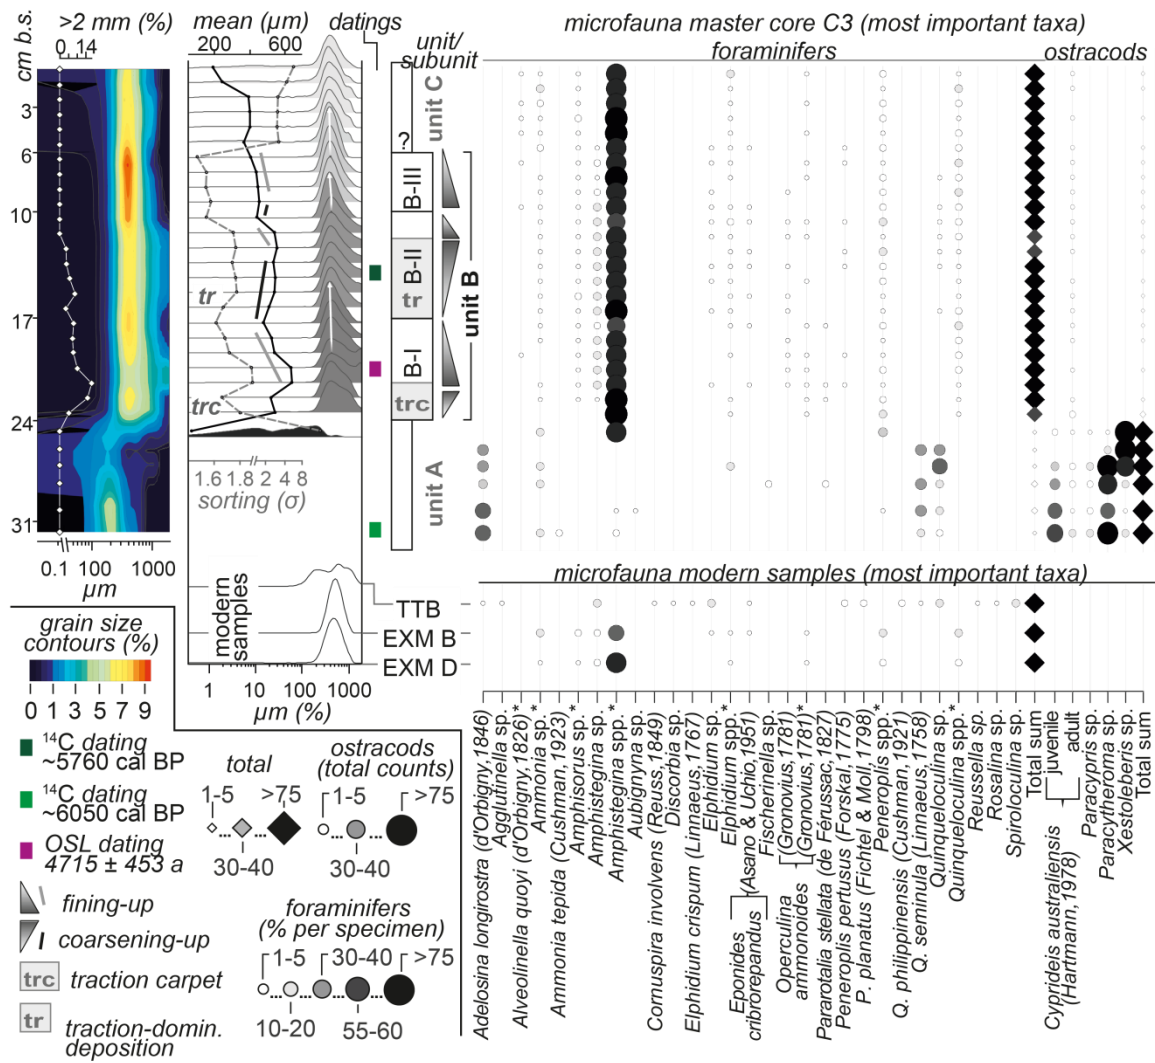 >2 mm (%)
0.14
mean (µm)
200 600
datings
unit/
subunit
microfauna master core C3 (most important taxa)
foraminifers
ostracods
cm b.s.
3
6
10
17
24
31
0.1 100 1000
µm
tr
trc
1.6 1.8 2 4 8
sorting (σ)
?
B-III
B-II
tr
B-I
trc
unit C
unit B
unit A
modern
samples
TTB
EXM B
EXM D
1 10 100 1000
µm (%)
microfauna modern samples (most important taxa)
Adelosina longirostra (d'Orbigny,1846)
Agglutinella sp.
Alveolinella quoyi (d'Orbigny,1826)*
Ammonia sp.*
Ammonia tepida (Cushman,1923)
Amphisorus sp.*
Amphistegina sp.
Amphistegina spp.*
Aubignyna sp.
Cornuspira involvens (Reuss,1849)
Discorbia sp.
Elphidium crispum (Linnaeus,1767)
Elphidium sp.
Elphidium spp.*
Eponides
cribrorepandus
(Asano & Uchio,1951)
Fischerinella sp.
Operculina
ammonoides
(Gronovius,1781)
(Gronovius,1781)*
Pararotalia stellata (de Ferussac,1827)
Peneroplis pertusus (Forskal,1775)
P. planatus (Fichtel & Moll,1798)
Peneroplis spp.*
Q. philippinensis (Cushman,1921)
Q. seminula (Linnaeus,1758)
Quinqueloculina sp.
Quinqueloculina spp.*
Reussella sp.
Rosalina sp.
Spiroloculina sp.
Total sum
Cyprideis australiensis
(Hartmann,1978)
juvenile
adult
Paracypris sp.
Paracytheroma sp.
Xestoleberis sp.
Total sum
grain size
contours (%)
0 1 3 5 7 9
¹⁴C dating
~5760 cal BP
¹⁴C dating
~6050 cal BP
OSL dating
4715 ± 453 a
fining-up
coarsening-up
trc traction carpet
tr traction-domin.
deposition
total
1-5 >75
30-40
ostracods
(total counts)
1-5 >75
30-40
foraminifers
(% per specimen)
1-5 30-40 >75
10-20 55-60